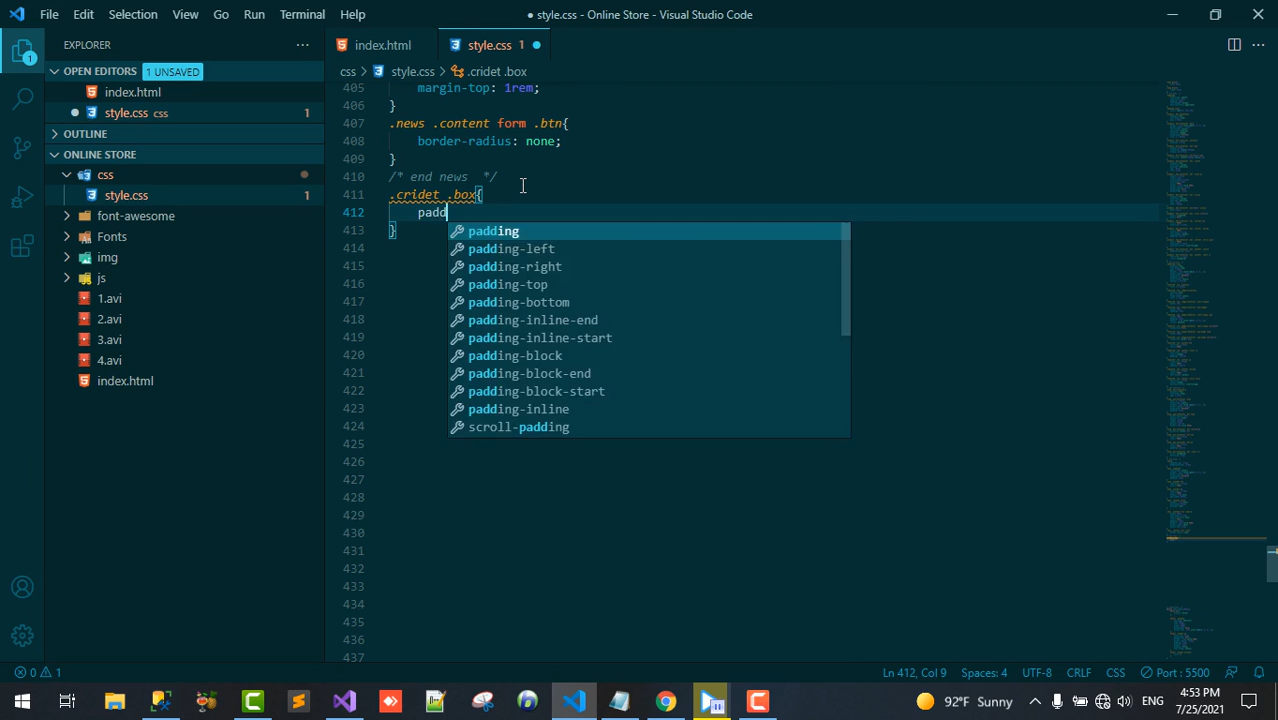 File Edit Selection View Go Run Terminal Help
● style.css - Online Store - Visual Studio Code
EXPLORER
OPEN EDITORS 1 UNSAVED
index.html
style.css css 1
OUTLINE
ONLINE STORE
css
style.css 1
font-awesome
Fonts
img
js
1.avi
2.avi
3.avi
4.avi
index.html
1
index.html
style.css 1
css > style.css > .cridet .box
405 margin-top: 1rem;
406 }
407 .news .content form .btn{
408 border-radius: none;
409 }
410 /* end news */
411 .cridet .box{
412 padd
413 }
414
415
416
417
418
419
420
421
422
423
424
425
426
427
428
429
430
431
432
433
434
435
436
437
padding
padding-left
padding-right
padding-top
padding-bottom
padding-inline-end
padding-inline-start
padding-block
padding-block-end
padding-block-start
padding-inline
scroll-padding
0 1
Ln 412, Col 9 Spaces: 4 UTF-8 CRLF CSS Port : 5500
92°F Sunny
ENG
4:53 PM
7/25/2021